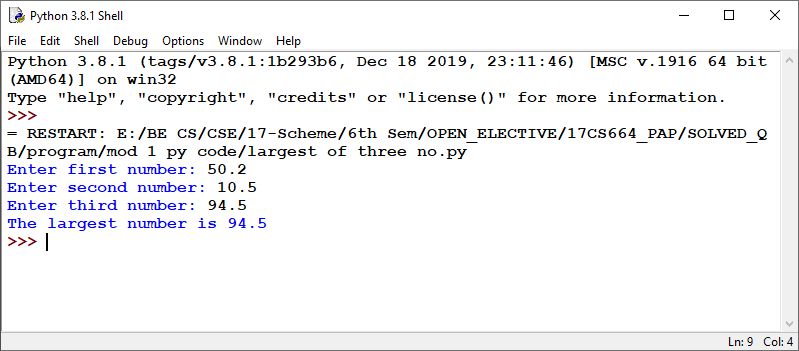 Python 3.8.1 Shell
File Edit Shell Debug Options Window Help
Python 3.8.1 (tags/v3.8.1:1b293b6, Dec 18 2019, 23:11:46) [MSC v.1916 64 bit
(AMD64)] on win32
Type "help", "copyright", "credits" or "license()" for more information.
>>>
= RESTART: E:/BE CS/CSE/17-Scheme/6th Sem/OPEN_ELECTIVE/17CS664_PAP/SOLVED_Q
B/program/mod 1 py code/largest of three no.py
Enter first number: 50.2
Enter second number: 10.5
Enter third number: 94.5
The largest number is 94.5
>>>
Ln: 9 Col: 4